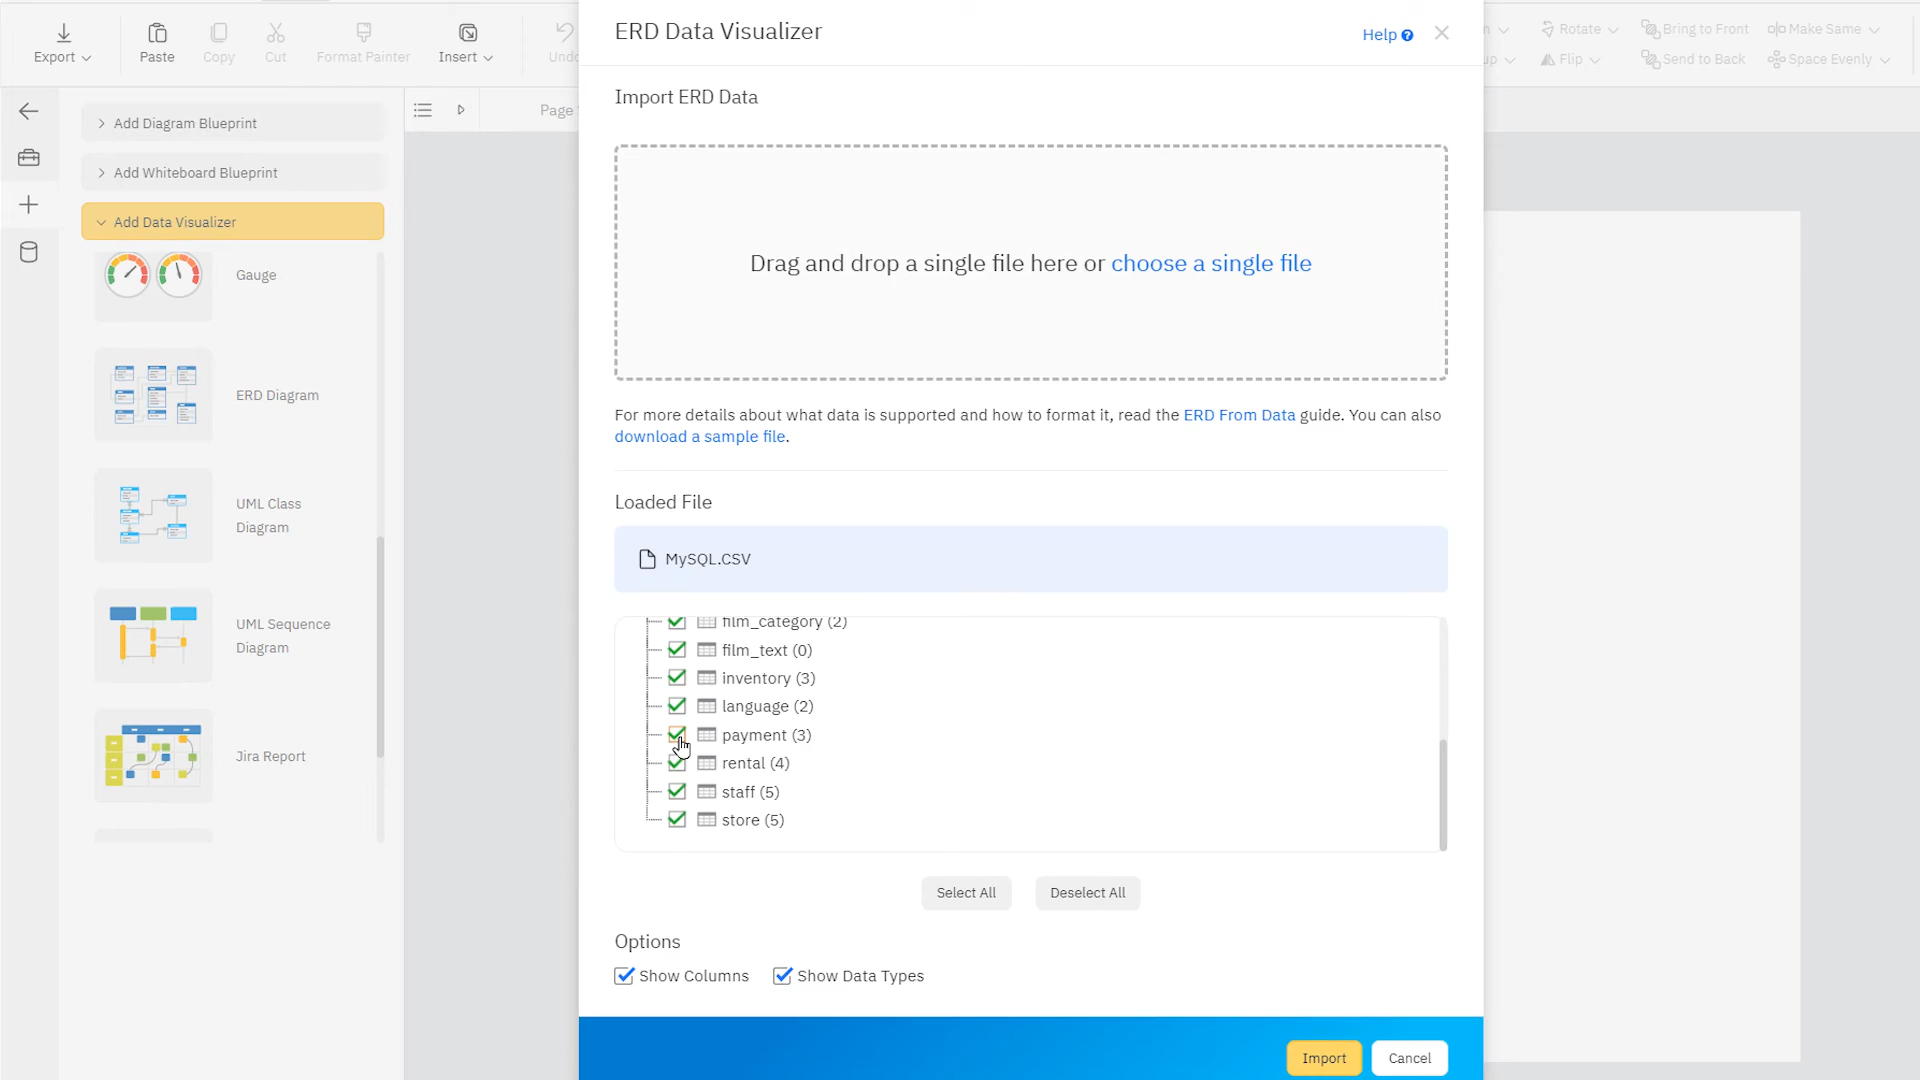 ERD Data Visualizer
Help
Export
Paste
Copy
Cut
Format Painter
Insert
Undo
Rotate
Bring to Front
Make Same
Flip
Send to Back
Space Evenly
Add Diagram Blueprint
Page
Import ERD Data
Add Whiteboard Blueprint
Add Data Visualizer
Gauge
Drag and drop a single file here or choose a single file
ERD Diagram
For more details about what data is supported and how to format it, read the ERD From Data guide. You can also
download a sample file.
UML Class
Diagram
Loaded File
MySQL.CSV
UML Sequence
Diagram
film_category (2)
film_text (0)
inventory (3)
language (2)
payment (3)
rental (4)
staff (5)
store (5)
Jira Report
Select All
Deselect All
Options
Show Columns
Show Data Types
Import
Cancel